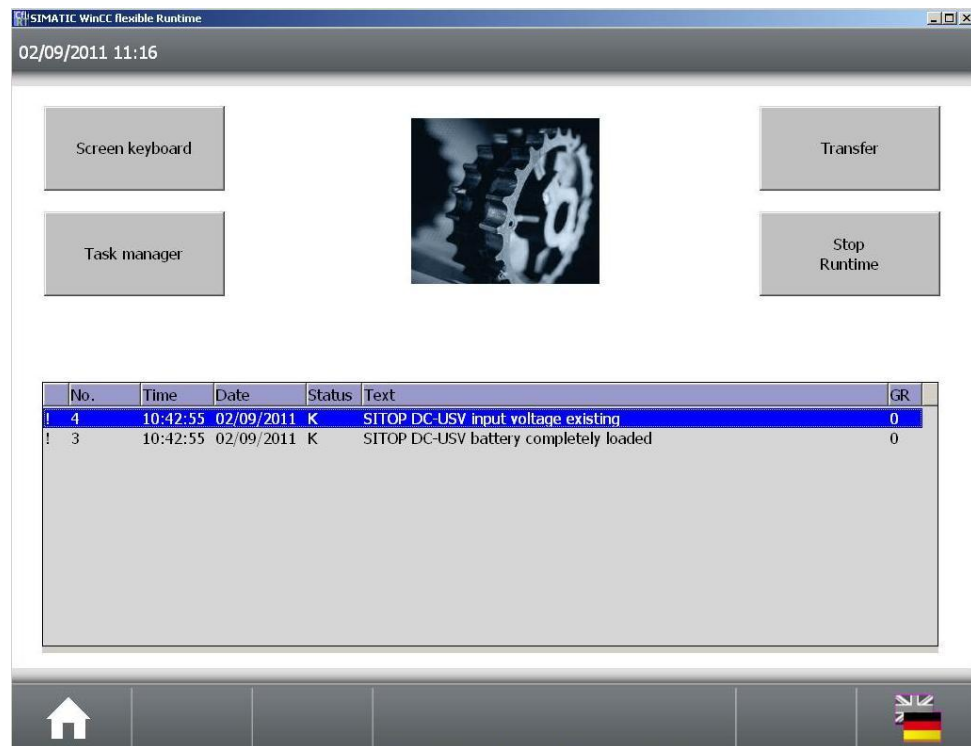 SIMATIC WinCC flexible Runtime
02/09/2011 11:16
Screen keyboard
Transfer
Task manager
Stop
Runtime
No. Time Date Status Text GR
! 4 10:42:55 02/09/2011 K SITOP DC-USV input voltage existing 0
! 3 10:42:55 02/09/2011 K SITOP DC-USV battery completely loaded 0